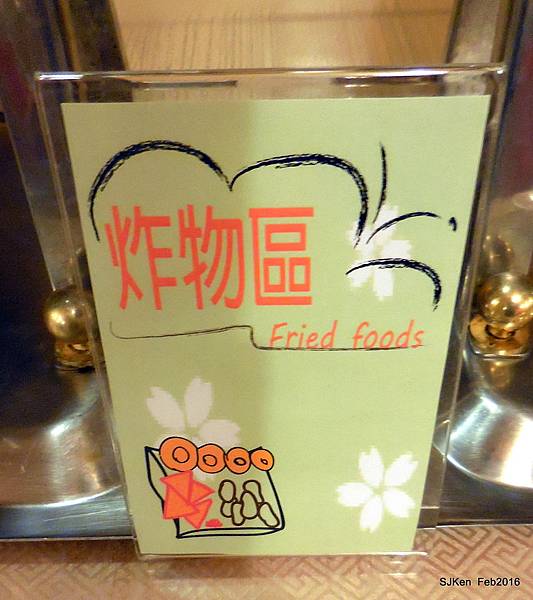 炸物區
Fried foods
SJKen Feb2016